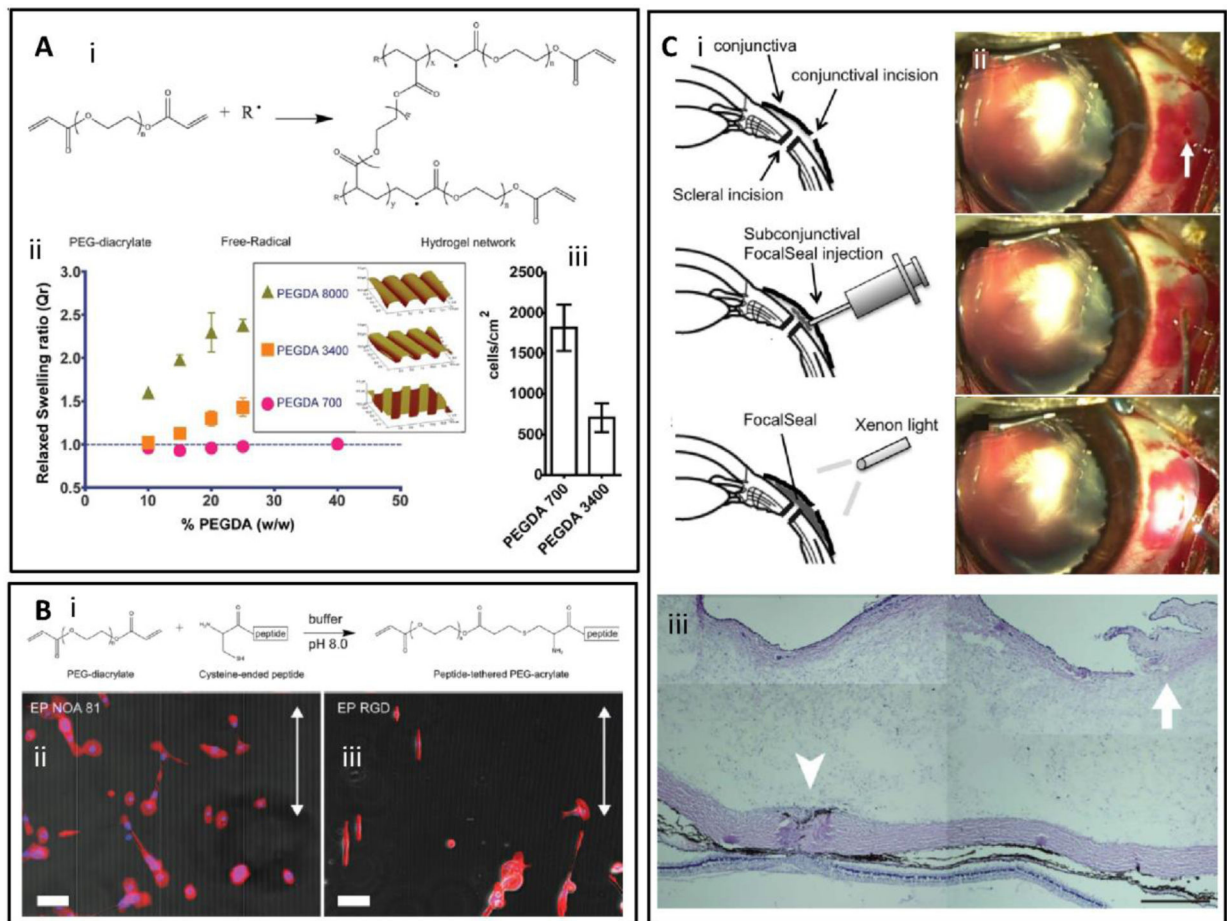 A
i
R
O
x
n
O
+ R•
PEG-diacrylate
Free-Radical
Hydrogel network
R
y
n
ii
Relaxed Swelling ratio (Qr)
3.0
2.5
2.0
1.5
1.0
0.5
0
10
20
30
40
50
% PEGDA (w/w)
PEGDA 8000
PEGDA 3400
PEGDA 700
iii
cells/cm2
2500
2000
1500
1000
500
0
PEGDA 700
PEGDA 3400
B
i
+
H2N
SH
peptide
buffer
pH 8.0
NH2
peptide
PEG-diacrylate
Cysteine-ended peptide
Peptide-tethered PEG-acrylate
EP NOA 81
ii
EP RGD
iii
C
i
conjunctiva
conjunctival incision
Scleral incision
Subconjunctival
FocalSeal injection
FocalSeal
Xenon light
ii
iii